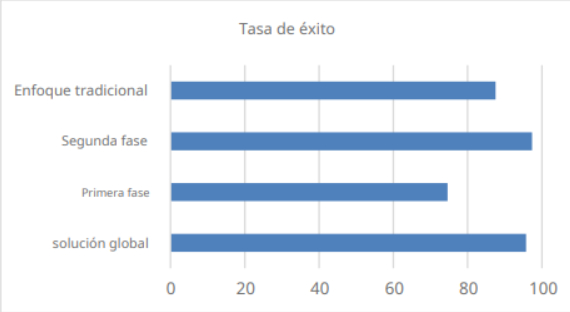 Tasa de éxito
Enfoque tradicional
Segunda fase
Primera fase
solución global
0 20 40 60 80 100